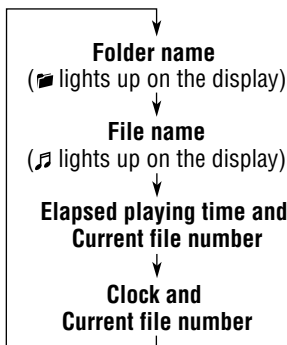 Folder name
( lights up on the display)
File name
( lights up on the display)
Elapsed playing time and
Current file number
Clock and
Current file number